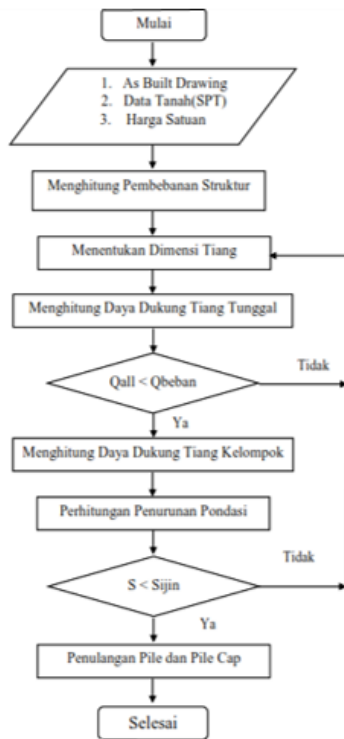 Mulai
1. As Built Drawing
2. Data Tanah(SPT)
3. Harga Satuan
Menghitung Pembebanan Struktur
Menentukan Dimensi Tiang
Menghitung Daya Dukung Tiang Tunggal
Qall < Qbeban
Tidak
Ya
Menghitung Daya Dukung Tiang Kelompok
Perhitungan Penurunan Pondasi
Tidak
S < Sijin
Ya
Penulangan Pile dan Pile Cap
Selesai